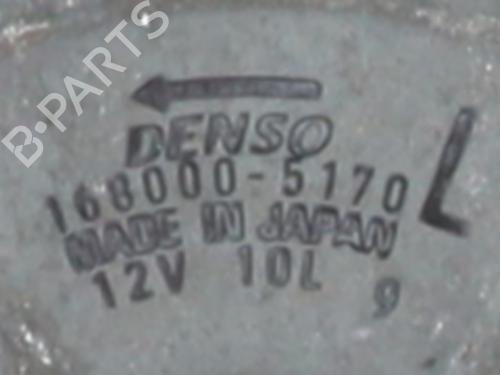 B-PARTS
DENSO
168000-5170 L
MADE IN JAPAN
12V 10L 9